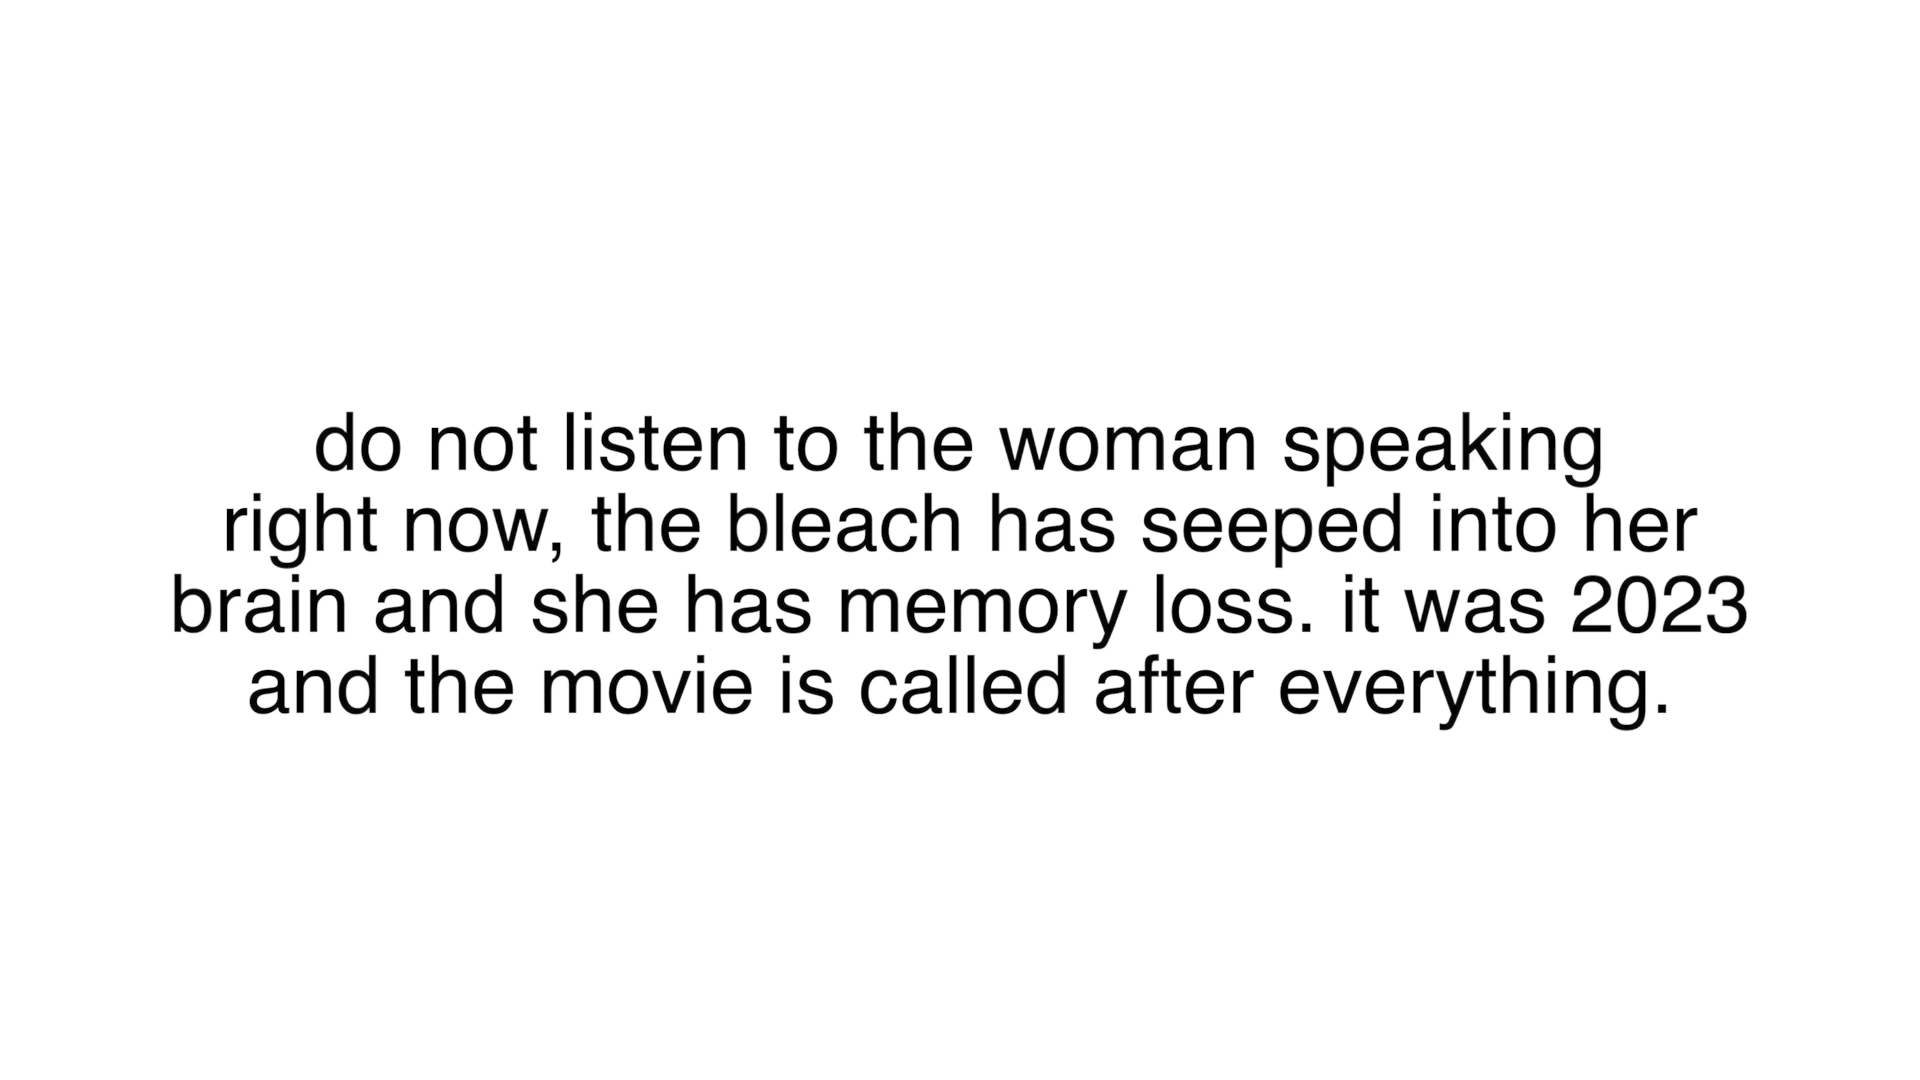 do not listen to the woman speaking
right now, the bleach has seeped into her
brain and she has memory loss. it was 2023
and the movie is called after everything.